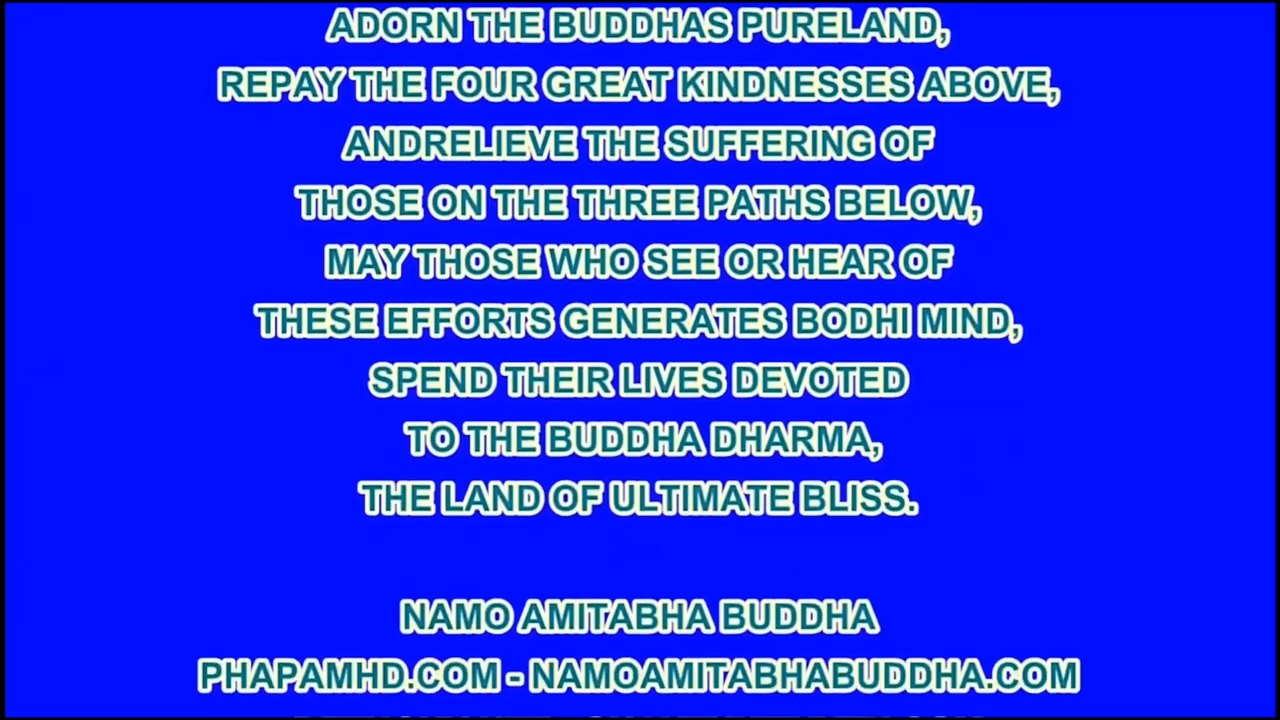 ADORN THE BUDDHAS PURELAND,
REPAY THE FOUR GREAT KINDNESSES ABOVE,
ANDRELIEVE THE SUFFERING OF
THOSE ON THE THREE PATHS BELOW,
MAY THOSE WHO SEE OR HEAR OF
THESE EFFORTS GENERATES BODHI MIND,
SPEND THEIR LIVES DEVOTED
TO THE BUDDHA DHARMA,
THE LAND OF ULTIMATE BLISS.
NAMO AMITABHA BUDDHA
PHAPAMHD.COM - NAMOAMITABHABUDDHA.COM